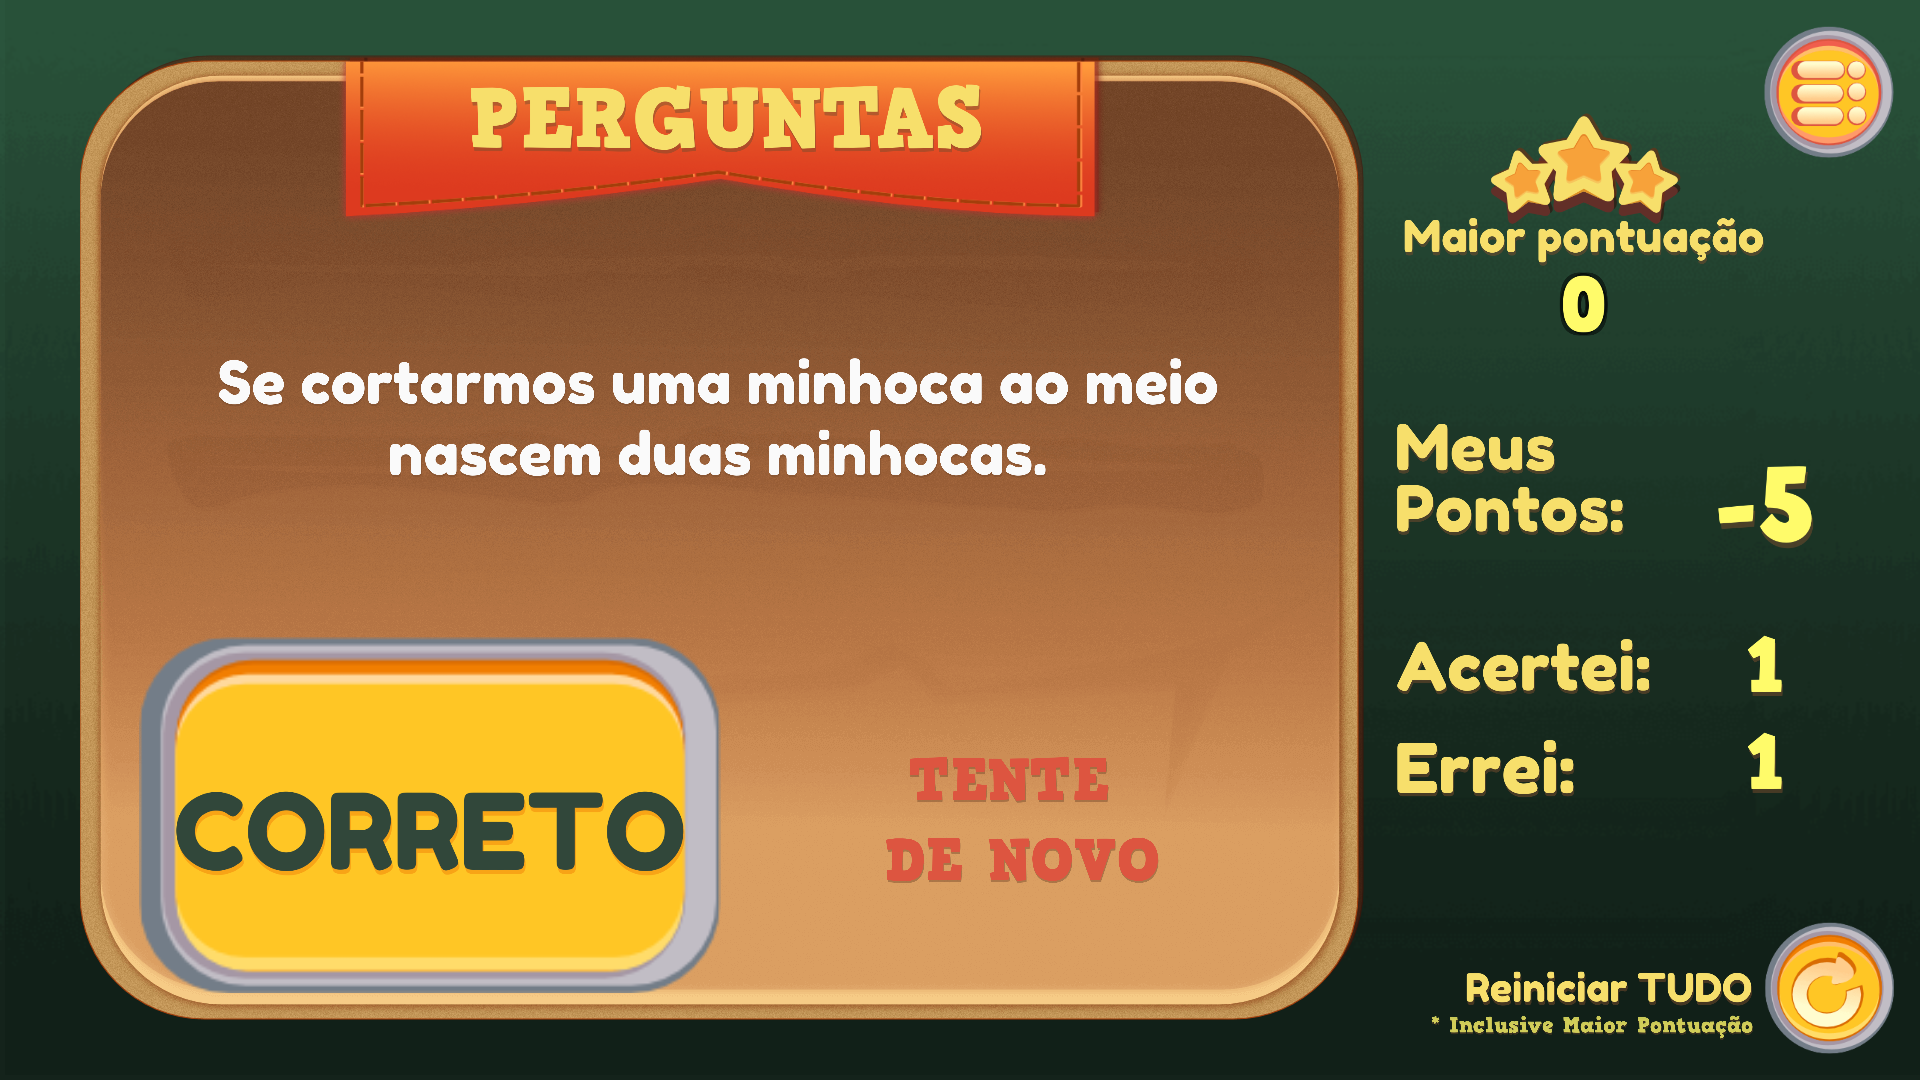 PERGUNTAS
Se cortarmos uma minhoca ao meio
nascem duas minhocas.
CORRETO
TENTE
DE NOVO
Maior pontuação
0
Meus
Pontos: -5
Acertei: 1
Errei: 1
Reiniciar TUDO
* Inclusive Maior Pontuação